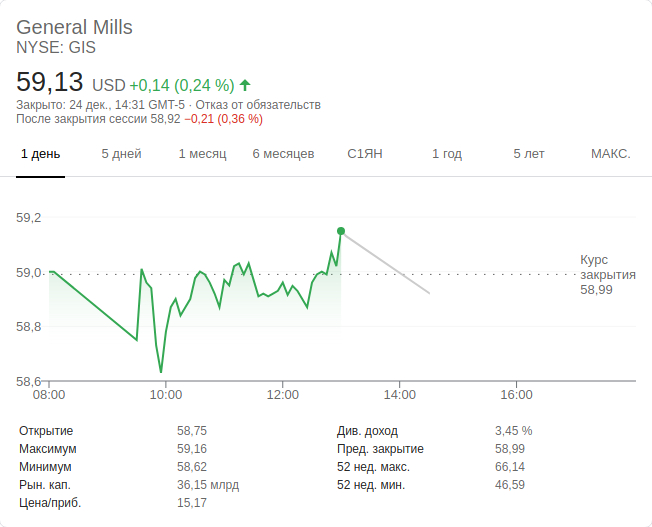 General Mills
NYSE: GIS
59,13 USD +0,14 (0,24 %)
Закрыто: 24 дек., 14:31 GMT-5 · Отказ от обязательств
После закрытия сессии 58,92 −0,21 (0,36 %)
1 день 5 дней 1 месяц 6 месяцев С1ЯН 1 год 5 лет МАКС.
59,2
59,0
58,8
58,6
Курс
закрытия
58,99
08:00 10:00 12:00 14:00 16:00
Открытие 58,75 Див. доход 3,45 %
Максимум 59,16 Пред. закрытие 58,99
Минимум 58,62 52 нед. макс. 66,14
Рын. кап. 36,15 млрд 52 нед. мин. 46,59
Цена/приб. 15,17